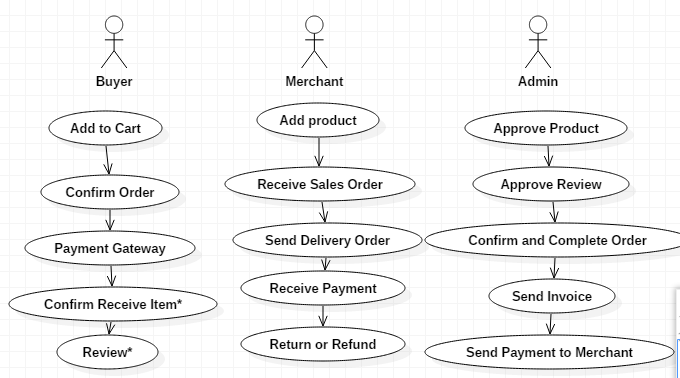 Buyer
Merchant
Admin
Add to Cart
Confirm Order
Payment Gateway
Confirm Receive Item*
Review*
Add product
Receive Sales Order
Send Delivery Order
Receive Payment
Return or Refund
Approve Product
Approve Review
Confirm and Complete Order
Send Invoice
Send Payment to Merchant